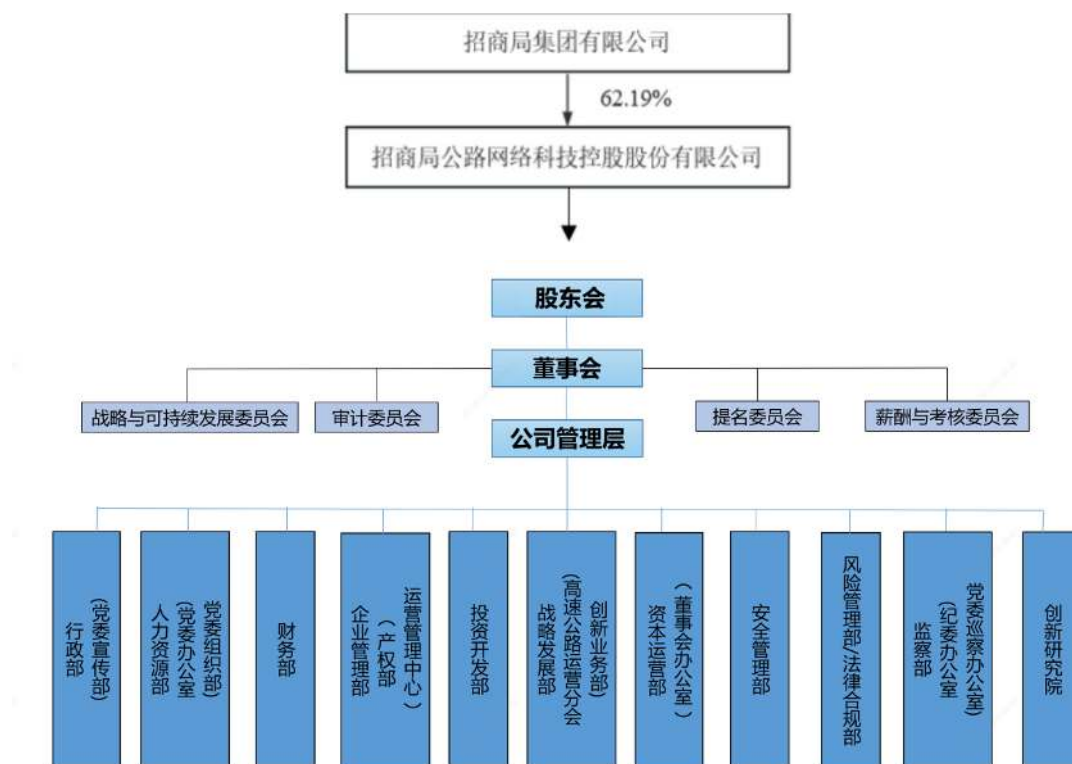 招商局集团有限公司
62.19%
招商局公路网络科技控股股份有限公司
股东会
董事会
战略与可持续发展委员会
审计委员会
提名委员会
薪酬与考核委员会
公司管理层
行政部
(党委宣传部)
人力资源部
(党委办公室
党委组织部)
财务部
企业管理部
(产权部
运营管理中心)
投资开发部
战略发展部
(高速公路运营分会
创新业务部)
资本运营部
(董事会办公室)
安全管理部
风险管理部/法律合规部
监察部
(纪委办公室
党委巡察办公室)
创新研究院